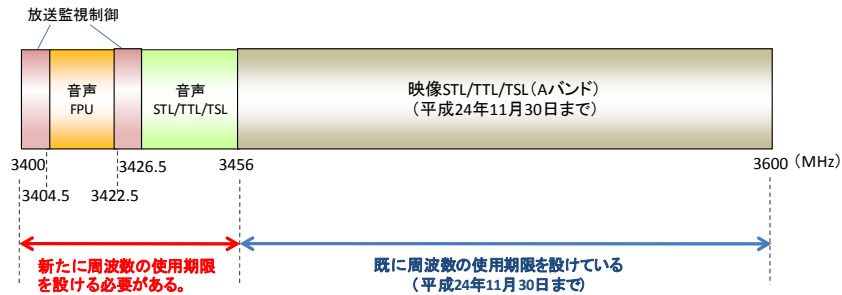 放送監視制御
音声
FPU
音声
STL/TTL/TSL
映像STL/TTL/TSL(Aバンド)
(平成24年11月30日まで)
3400
3426.5
3456
3600 (MHz)
3404.5
3422.5
新たに周波数の使用期限
を設ける必要がある。
既に周波数の使用期限を設けている
(平成24年11月30日まで)